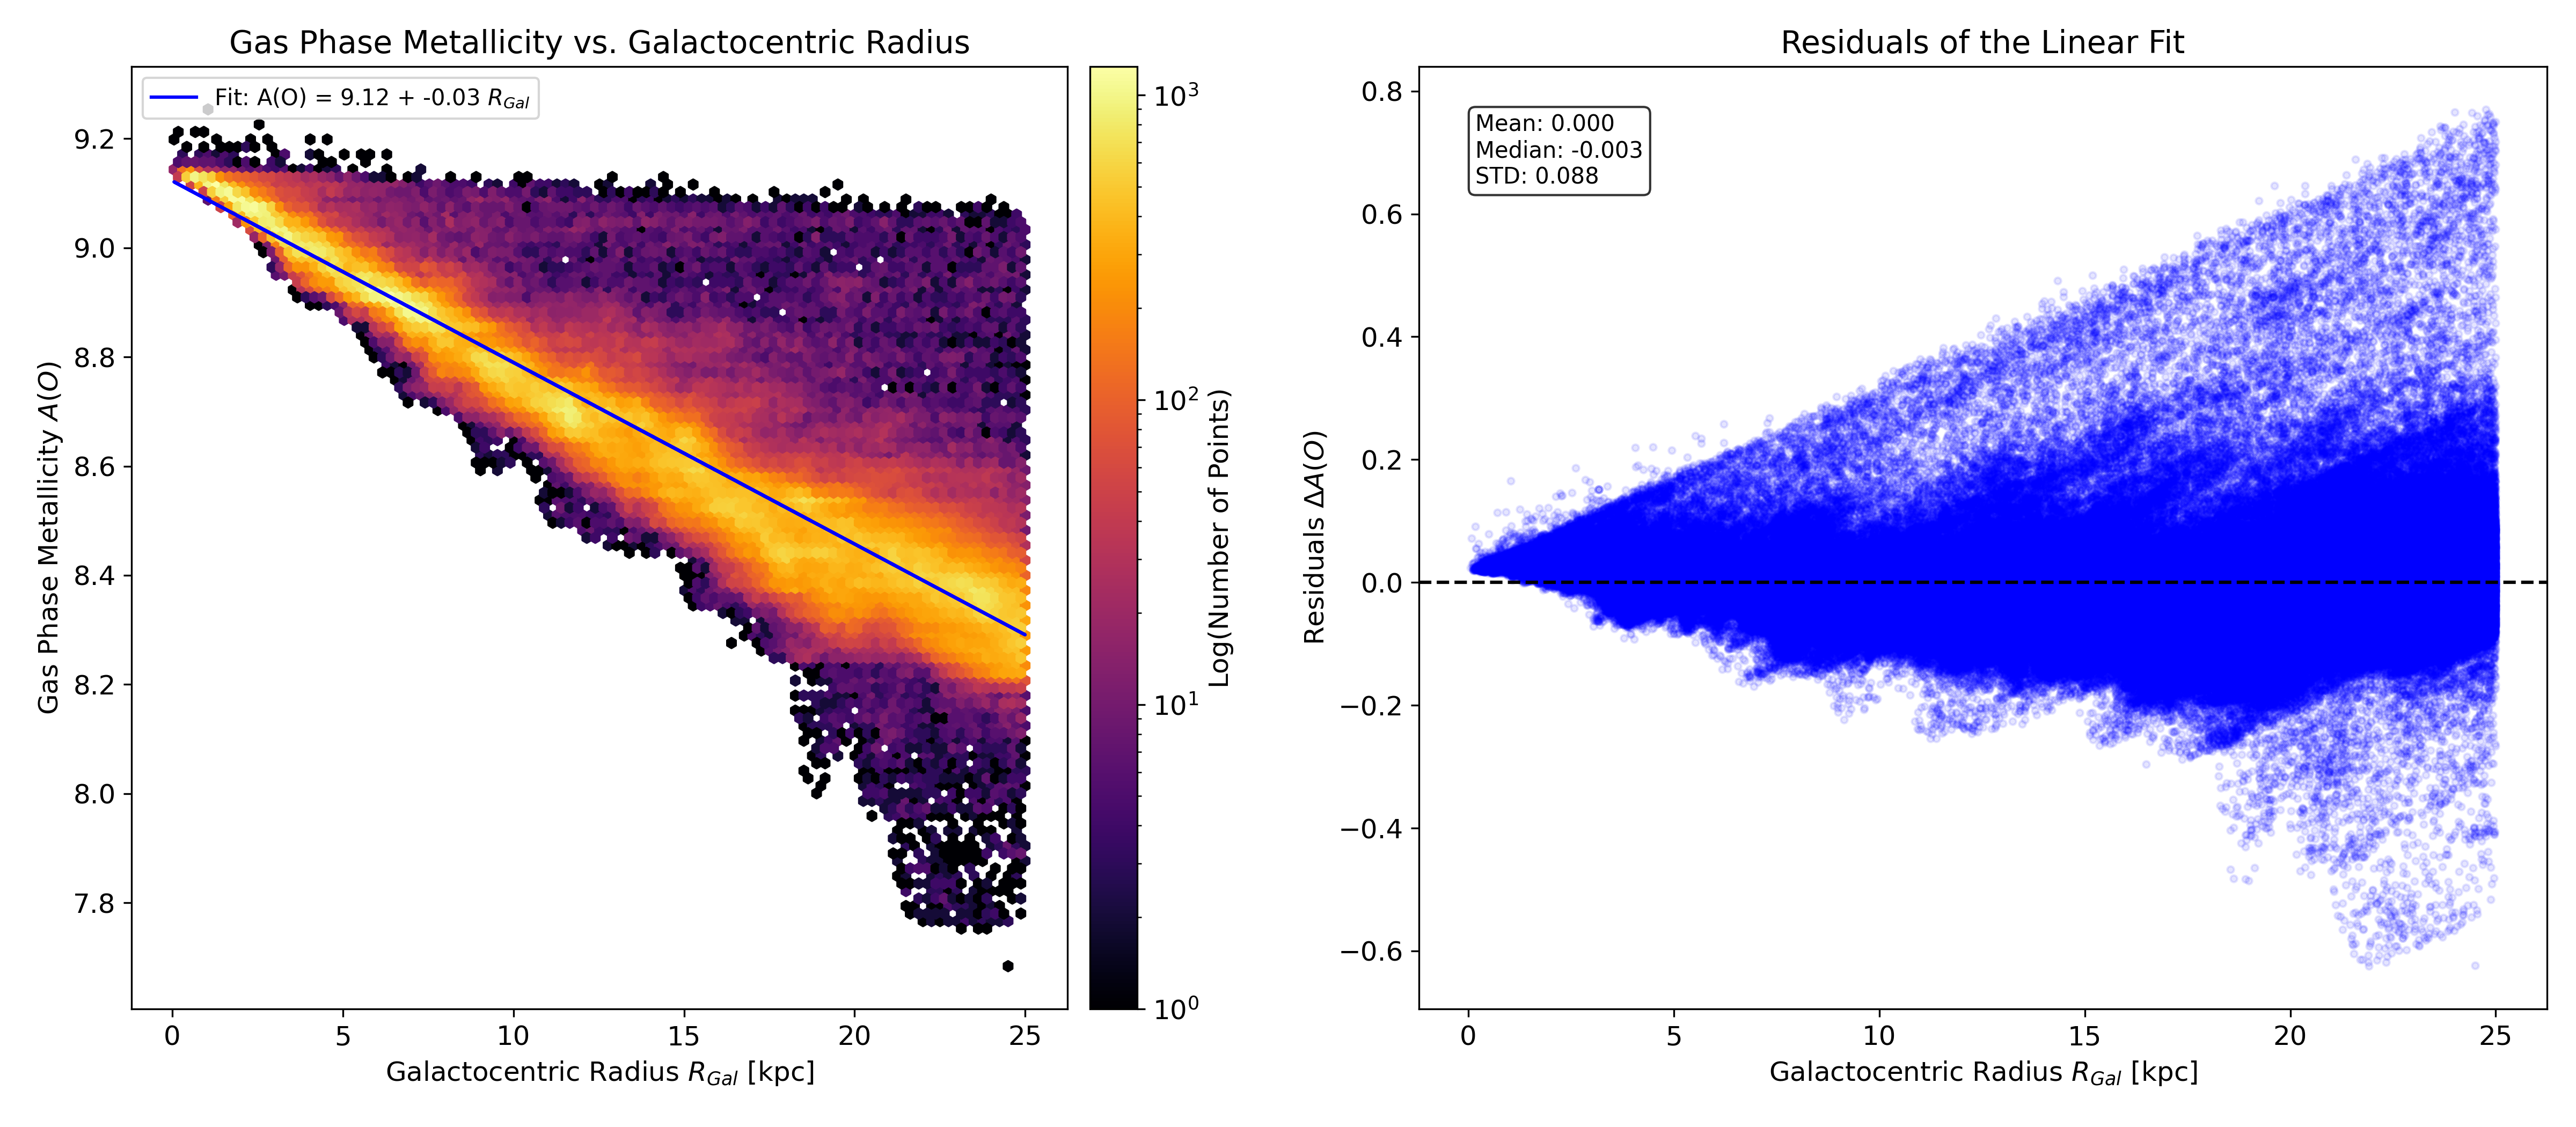 Gas Phase Metallicity vs. Galactocentric Radius
Fit: A(O) = 9.12 + -0.03 R_Gal
9.2
9.0
8.8
8.6
8.4
8.2
8.0
7.8
Gas Phase Metallicity A(O)
0 5 10 15 20 25
Galactocentric Radius R_Gal [kpc]
10^3
10^2
10^1
10^0
Log(Number of Points)
Residuals of the Linear Fit
Mean: 0.000
Median: -0.003
STD: 0.088
0.8
0.6
0.4
0.2
0.0
−0.2
−0.4
−0.6
Residuals ΔA(O)
0 5 10 15 20 25
Galactocentric Radius R_Gal [kpc]